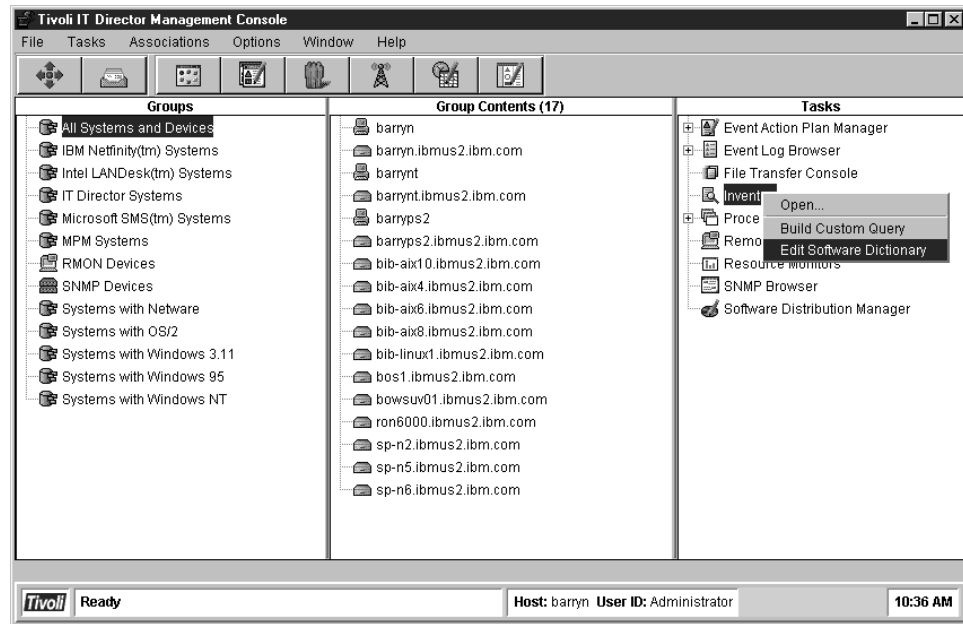 Tivoli IT Director Management Console
File Tasks Associations Options Window Help
Groups
All Systems and Devices
IBM Netfinity(tm) Systems
Intel LANDesk(tm) Systems
IT Director Systems
Microsoft SMS(tm) Systems
MPM Systems
RMON Devices
SNMP Devices
Systems with Netware
Systems with OS/2
Systems with Windows 3.11
Systems with Windows 95
Systems with Windows NT
Group Contents (17)
barryn
barryn.ibmus2.ibm.com
barrynt
barrynt.ibmus2.ibm.com
barryps2
barryps2.ibmus2.ibm.com
bib-aix10.ibmus2.ibm.com
bib-aix4.ibmus2.ibm.com
bib-aix6.ibmus2.ibm.com
bib-aix8.ibmus2.ibm.com
bib-linux1.ibmus2.ibm.com
bos1.ibmus2.ibm.com
bowsuv01.ibmus2.ibm.com
ron6000.ibmus2.ibm.com
sp-n2.ibmus2.ibm.com
sp-n5.ibmus2.ibm.com
sp-n6.ibmus2.ibm.com
Tasks
Event Action Plan Manager
Event Log Browser
File Transfer Console
Invent
Proce
Remo
Resource Monitors
SNMP Browser
Software Distribution Manager
Open...
Build Custom Query
Edit Software Dictionary
Tivoli Ready Host: barryn User ID: Administrator 10:36 AM